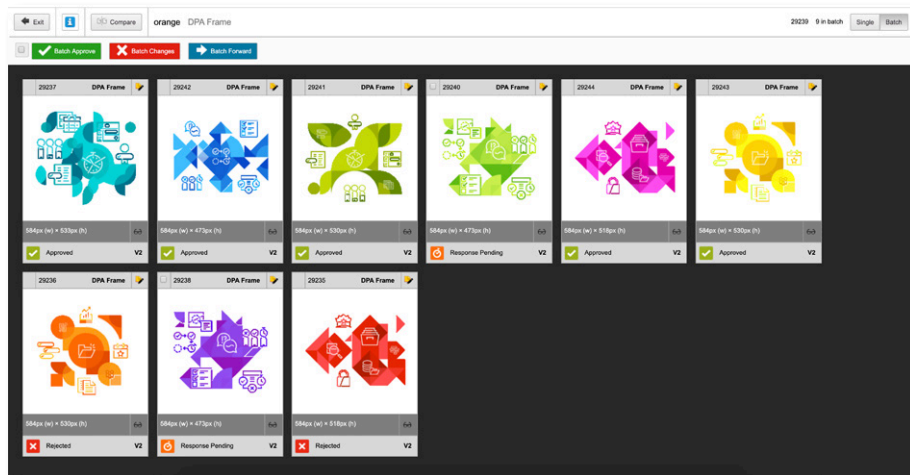 Exit
Compare
orange DPA Frame
29239 9 in batch
Single Batch
Batch Approve
Batch Changes
Batch Forward
29237 DPA Frame
29242 DPA Frame
29241 DPA Frame
29240 DPA Frame
29244 DPA Frame
29243 DPA Frame
584px (w) × 533px (h)
584px (w) × 473px (h)
584px (w) × 530px (h)
584px (w) × 473px (h)
584px (w) × 518px (h)
584px (w) × 530px (h)
Approved V2
Approved V2
Approved V2
Response Pending V2
Approved V2
Approved V2
29236 DPA Frame
29238 DPA Frame
29235 DPA Frame
584px (w) × 530px (h)
584px (w) × 473px (h)
584px (w) × 518px (h)
Rejected V2
Response Pending V2
Rejected V2